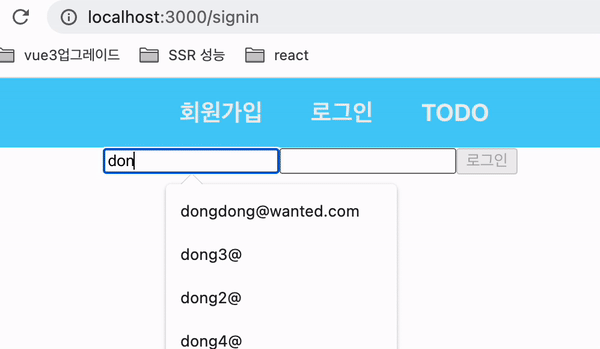 localhost:3000/signin
vue3업그레이드 SSR 성능 react
회원가입 로그인 TODO
don 로그인
dongdong@wanted.com
dong3@
dong2@
dong4@